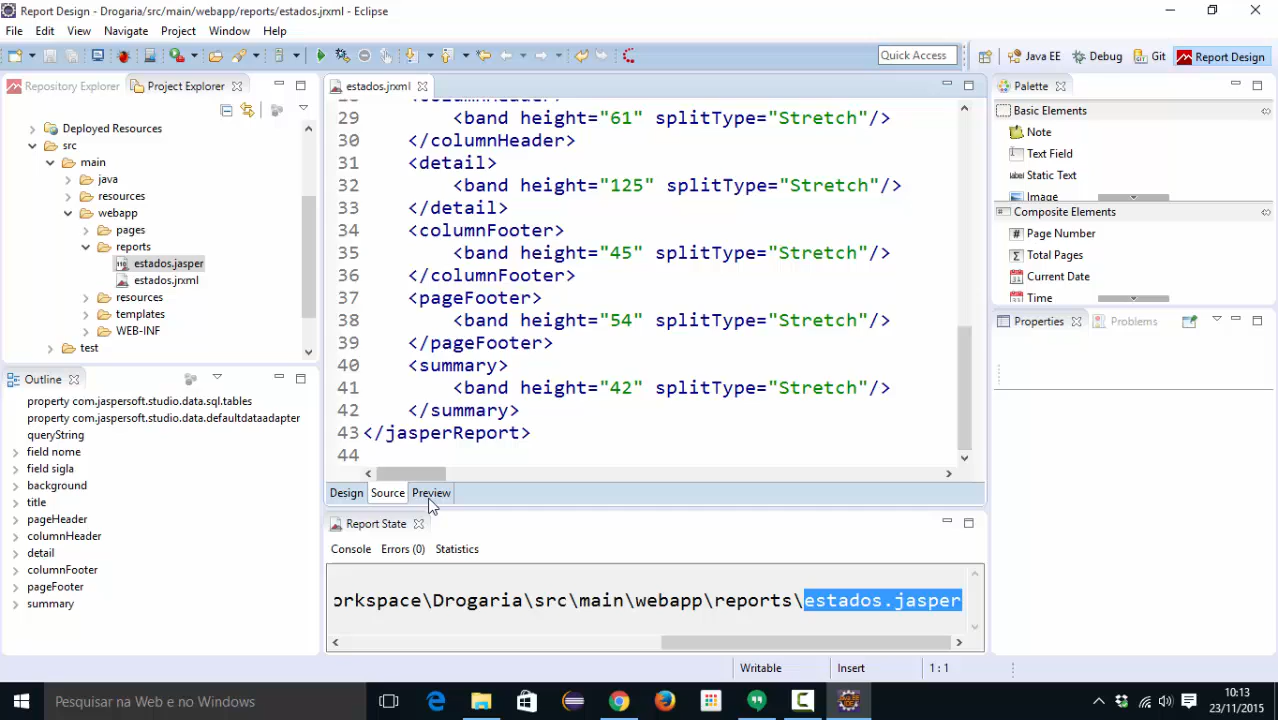 Report Design - Drogaria/src/main/webapp/reports/estados.jrxml - Eclipse
File Edit View Navigate Project Window Help
Quick Access
Java EE
Debug
Git
Report Design
Repository Explorer
Project Explorer
Deployed Resources
src
main
java
resources
webapp
pages
reports
estados.jasper
estados.jrxml
resources
templates
WEB-INF
test
Outline
property com.jaspersoft.studio.data.sql.tables
property com.jaspersoft.studio.data.defaultdataadapter
queryString
field nome
field sigla
background
title
pageHeader
columnHeader
detail
columnFooter
pageFooter
summary
estados.jrxml
28 <columnHeader>
29 <band height="61" splitType="Stretch"/>
30 </columnHeader>
31 <detail>
32 <band height="125" splitType="Stretch"/>
33 </detail>
34 <columnFooter>
35 <band height="45" splitType="Stretch"/>
36 </columnFooter>
37 <pageFooter>
38 <band height="54" splitType="Stretch"/>
39 </pageFooter>
40 <summary>
41 <band height="42" splitType="Stretch"/>
42 </summary>
43 </jasperReport>
44
Design Source Preview
Report State
Console Errors (0) Statistics
orkspace\Drogaria\src\main\webapp\reports\estados.jasper
Palette
Basic Elements
Note
Text Field
Static Text
Image
Composite Elements
Page Number
Total Pages
Current Date
Time
Properties
Problems
Writable Insert 1 : 1
Pesquisar na Web e no Windows
10:13
23/11/2015